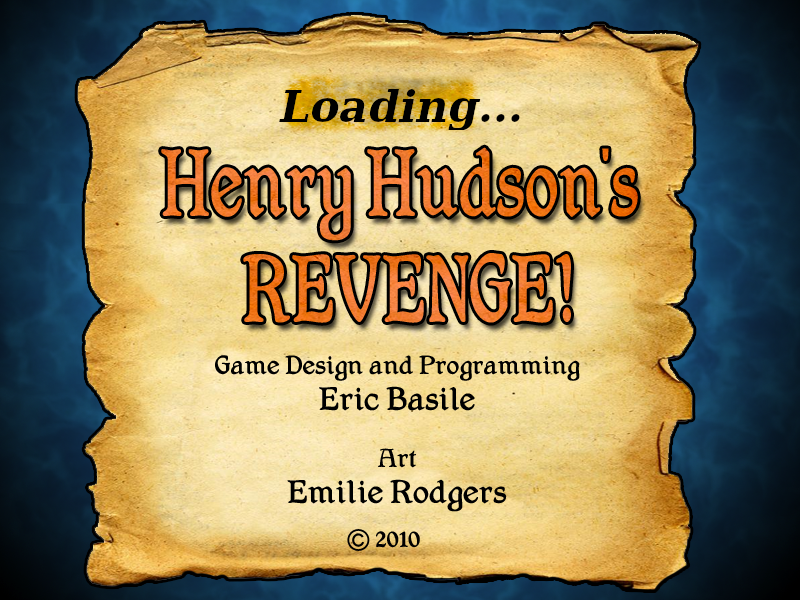 Loading...
Henry Hudson's
REVENGE!
Game Design and Programming
Eric Basile
Art
Emilie Rodgers
© 2010